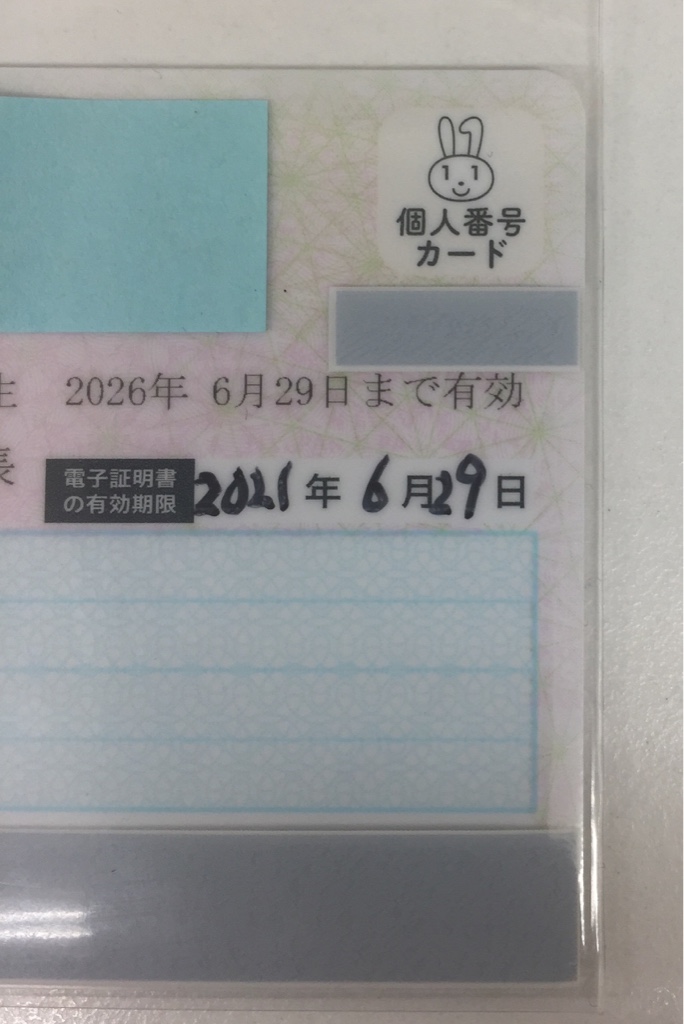 個人番号
カード
生 2026年 6月29日まで有効
長
電子証明書
の有効期限 2021年 6月29日